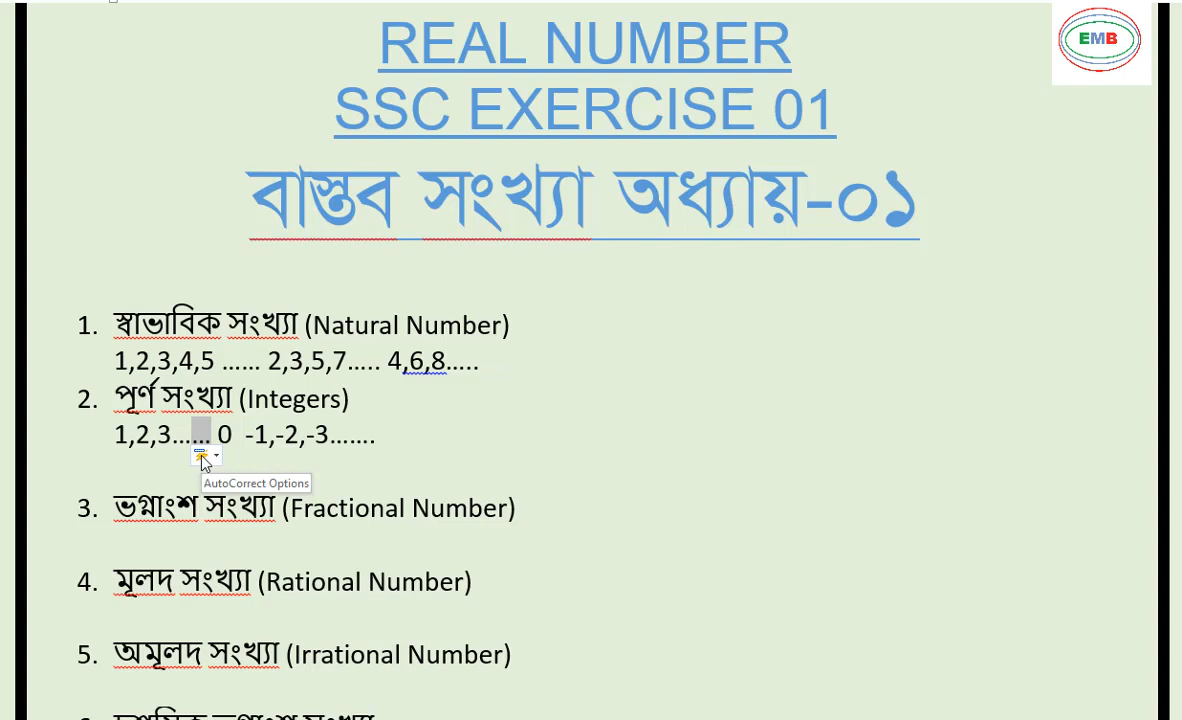 REAL NUMBER
EMB
SSC EXERCISE 01
বাস্তব সংখ্যা অধ্যায়-০১
1. স্বাভাবিক সংখ্যা (Natural Number)
1,2,3,4,5 …… 2,3,5,7….. 4,6,8…..
2. পূর্ণ সংখ্যা (Integers)
1,2,3…… 0 -1,-2,-3…….
AutoCorrect Options
3. ভগ্নাংশ সংখ্যা (Fractional Number)
4. মূলদ সংখ্যা (Rational Number)
5. অমূলদ সংখ্যা (Irrational Number)